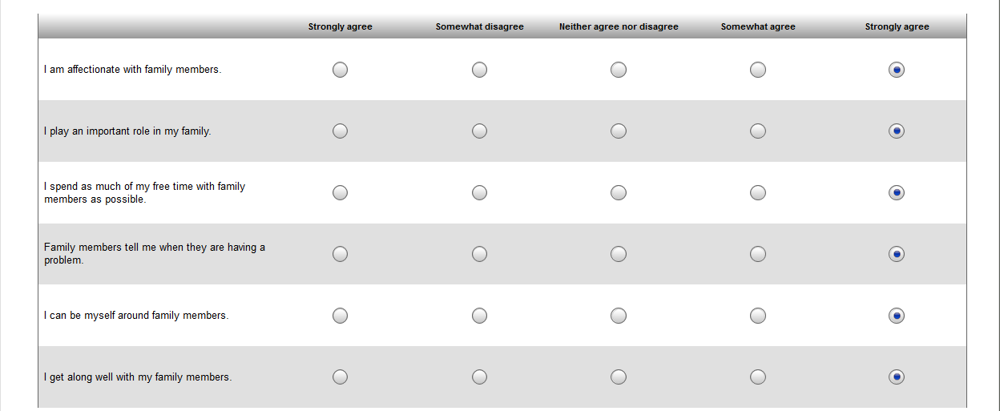 Strongly agree Somewhat disagree Neither agree nor disagree Somewhat agree Strongly agree
I am affectionate with family members.
I play an important role in my family.
I spend as much of my free time with family
members as possible.
Family members tell me when they are having a
problem.
I can be myself around family members.
I get along well with my family members.